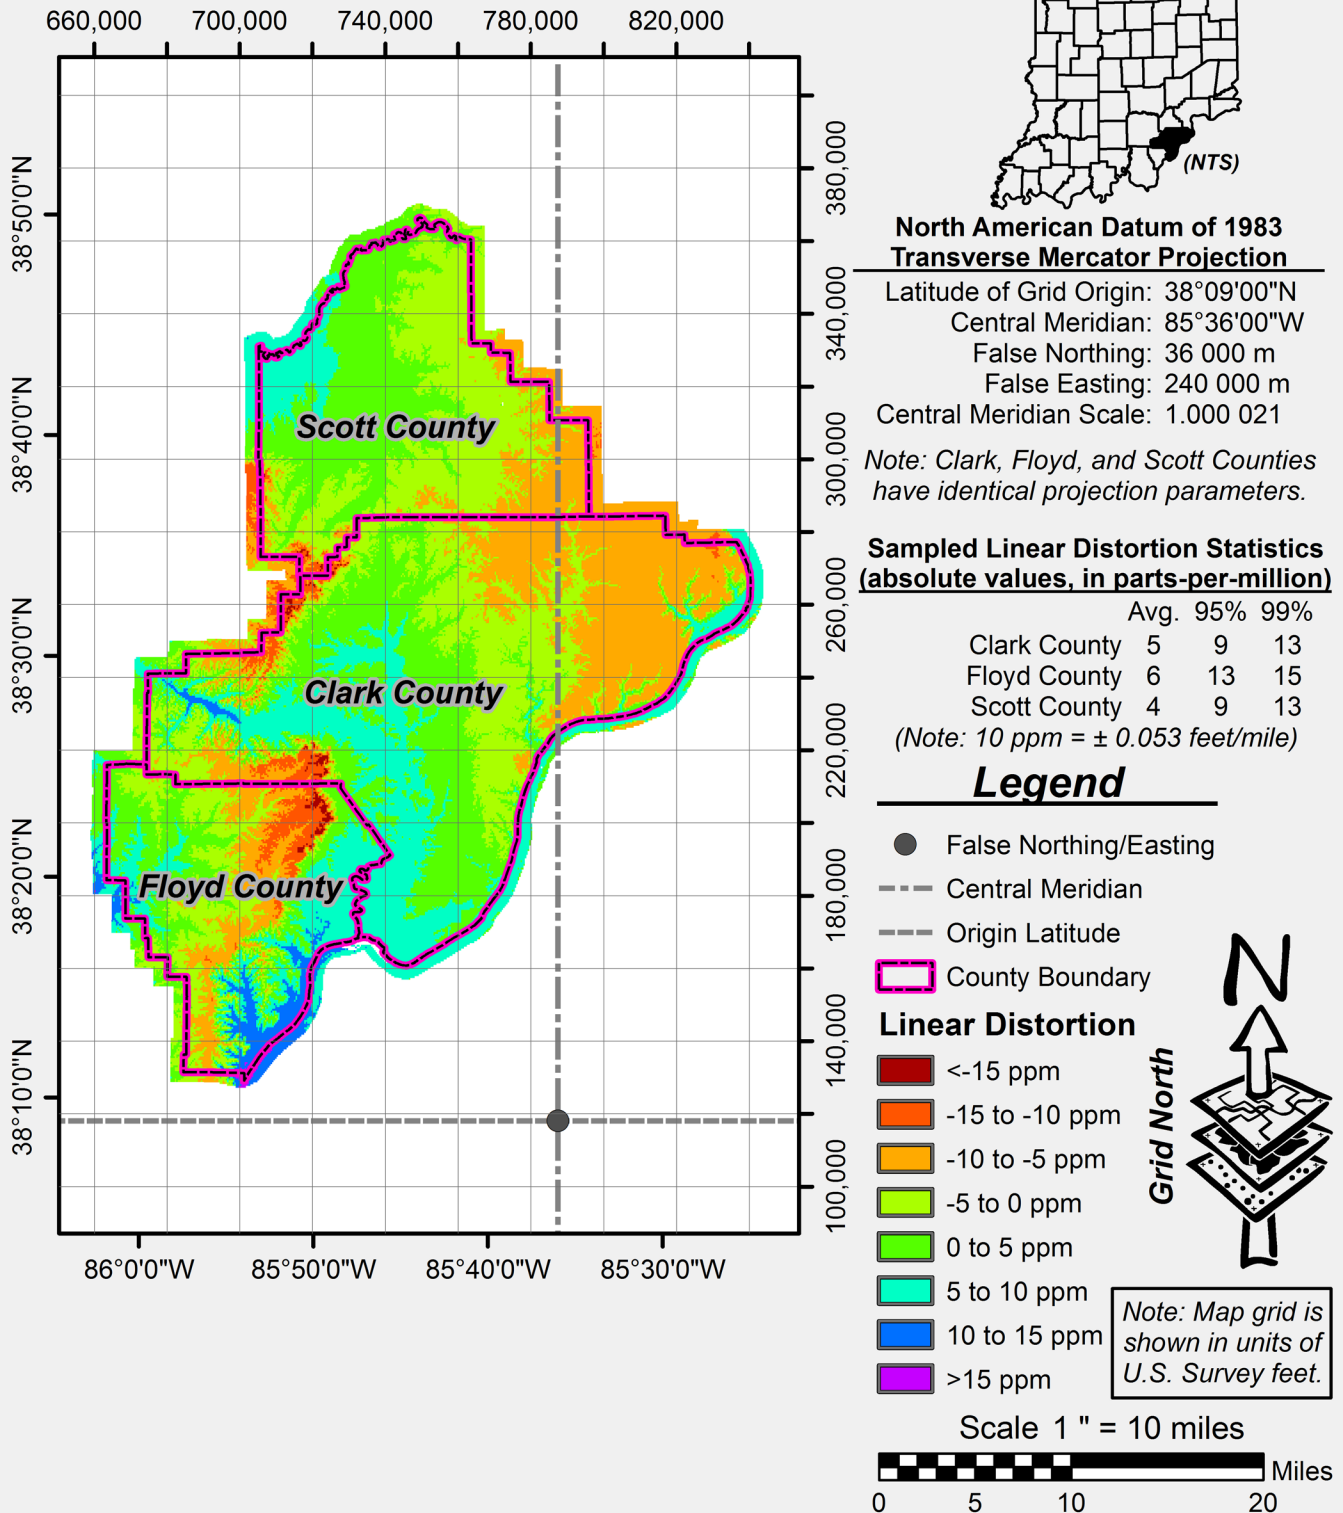 660,000 700,000 740,000 780,000 820,000
38°50'0"N
38°40'0"N
38°30'0"N
38°20'0"N
38°10'0"N
Scott County
Clark County
Floyd County
380,000
340,000
300,000
260,000
220,000
180,000
140,000
100,000
86°0'0"W 85°50'0"W 85°40'0"W 85°30'0"W
(NTS)
North American Datum of 1983
Transverse Mercator Projection
Latitude of Grid Origin: 38°09'00"N
Central Meridian: 85°36'00"W
False Northing: 36 000 m
False Easting: 240 000 m
Central Meridian Scale: 1.000 021
Note: Clark, Floyd, and Scott Counties
have identical projection parameters.
Sampled Linear Distortion Statistics
(absolute values, in parts-per-million)
Avg. 95% 99%
Clark County 5 9 13
Floyd County 6 13 15
Scott County 4 9 13
(Note: 10 ppm = ± 0.053 feet/mile)
Legend
False Northing/Easting
Central Meridian
Origin Latitude
County Boundary
Linear Distortion
<-15 ppm
-15 to -10 ppm
-10 to -5 ppm
-5 to 0 ppm
0 to 5 ppm
5 to 10 ppm
10 to 15 ppm
>15 ppm
N
Grid North
Note: Map grid is
shown in units of
U.S. Survey feet.
Scale 1 " = 10 miles
Miles
0 5 10 20